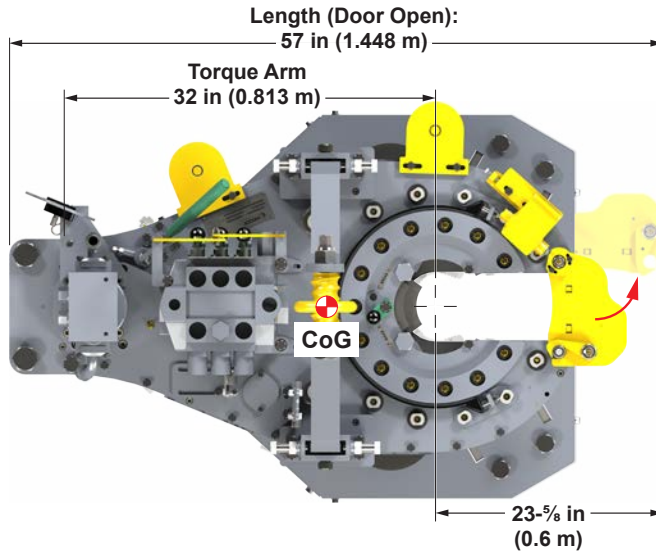 Length (Door Open):
57 in (1.448 m)
Torque Arm
32 in (0.813 m)
CoG
23-⅝ in
(0.6 m)